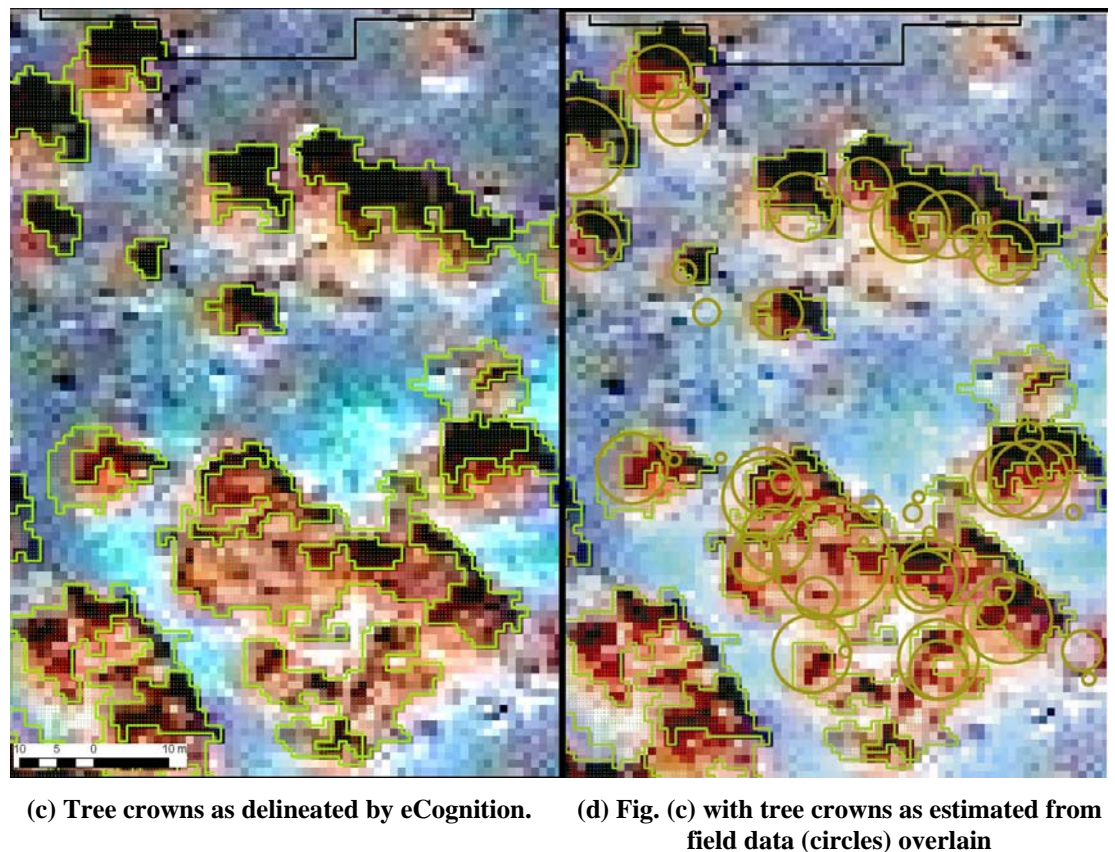 10 5 0 10 m
(c) Tree crowns as delineated by eCognition.
(d) Fig. (c) with tree crowns as estimated from
field data (circles) overlain